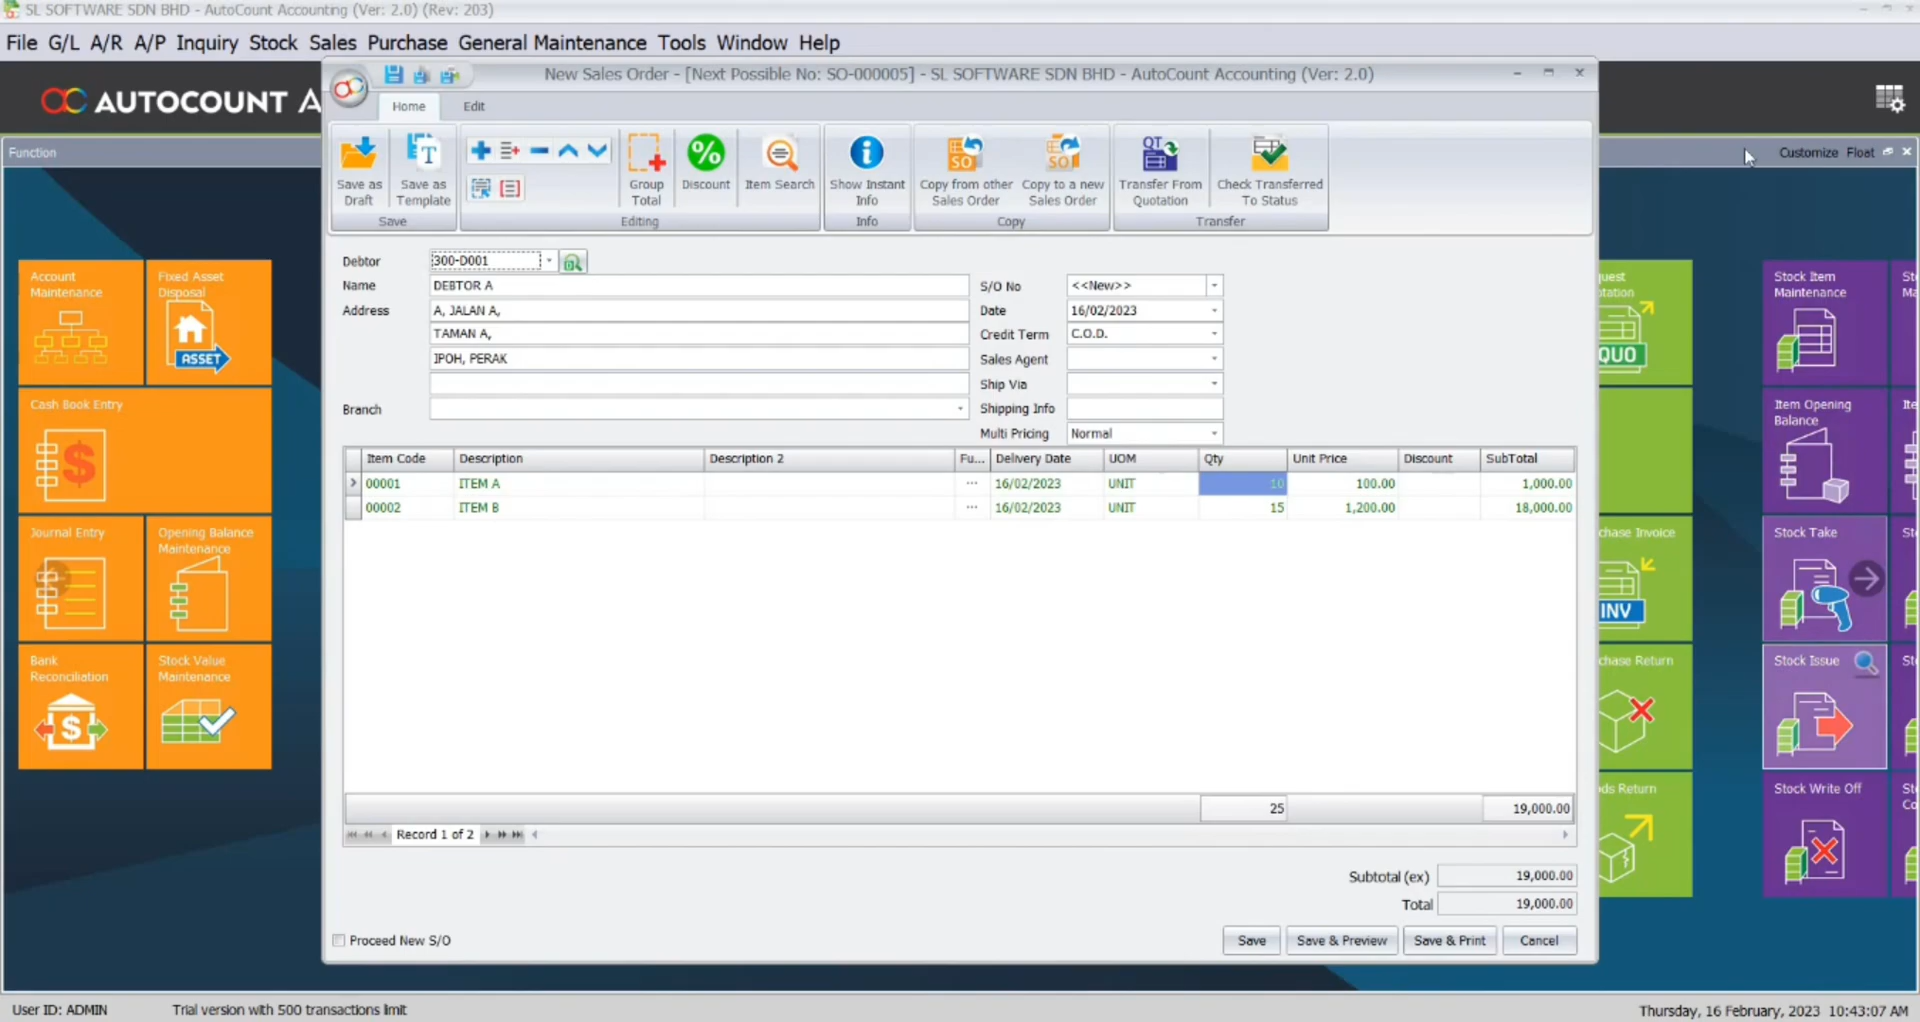 SL SOFTWARE SDN BHD - AutoCount Accounting (Ver: 2.0) (Rev: 203)
File G/L A/R A/P Inquiry Stock Sales Purchase General Maintenance Tools Window Help
AUTOCOUNT A
New Sales Order - [Next Possible No: SO-000005] - SL SOFTWARE SDN BHD - AutoCount Accounting (Ver: 2.0)
Home Edit
Function
Customize Float
Save as Draft
Save as Template
Save
Group Total
Discount
Item Search
Editing
Show Instant Info
Info
SO
Copy from other Sales Order
SO
Copy to a new Sales Order
Copy
QT
Transfer From Quotation
Check Transferred To Status
Transfer
Debtor 300-D001
Name DEBTOR A
Address A, JALAN A,
TAMAN A,
IPOH, PERAK
Branch
S/O No <<New>>
Date 16/02/2023
Credit Term C.O.D.
Sales Agent
Ship Via
Shipping Info
Multi Pricing Normal
Item Code Description Description 2 Fu... Delivery Date UOM Qty Unit Price Discount SubTotal
00001 ITEM A ... 16/02/2023 UNIT 10 100.00 1,000.00
00002 ITEM B ... 16/02/2023 UNIT 15 1,200.00 18,000.00
25 19,000.00
Record 1 of 2
Subtotal (ex) 19,000.00
Total 19,000.00
Proceed New S/O
Save Save & Preview Save & Print Cancel
Account Maintenance
Fixed Asset Disposal
ASSET
Cash Book Entry
Journal Entry
Opening Balance Maintenance
Bank Reconciliation
Stock Value Maintenance
quest
otation
QUO
chase Invoice
INV
chase Return
ods Return
Stock Item Maintenance
Item Opening Balance
Stock Take
Stock Issue
Stock Write Off
User ID: ADMIN
Trial version with 500 transactions limit
Thursday, 16 February, 2023 10:43:07 AM